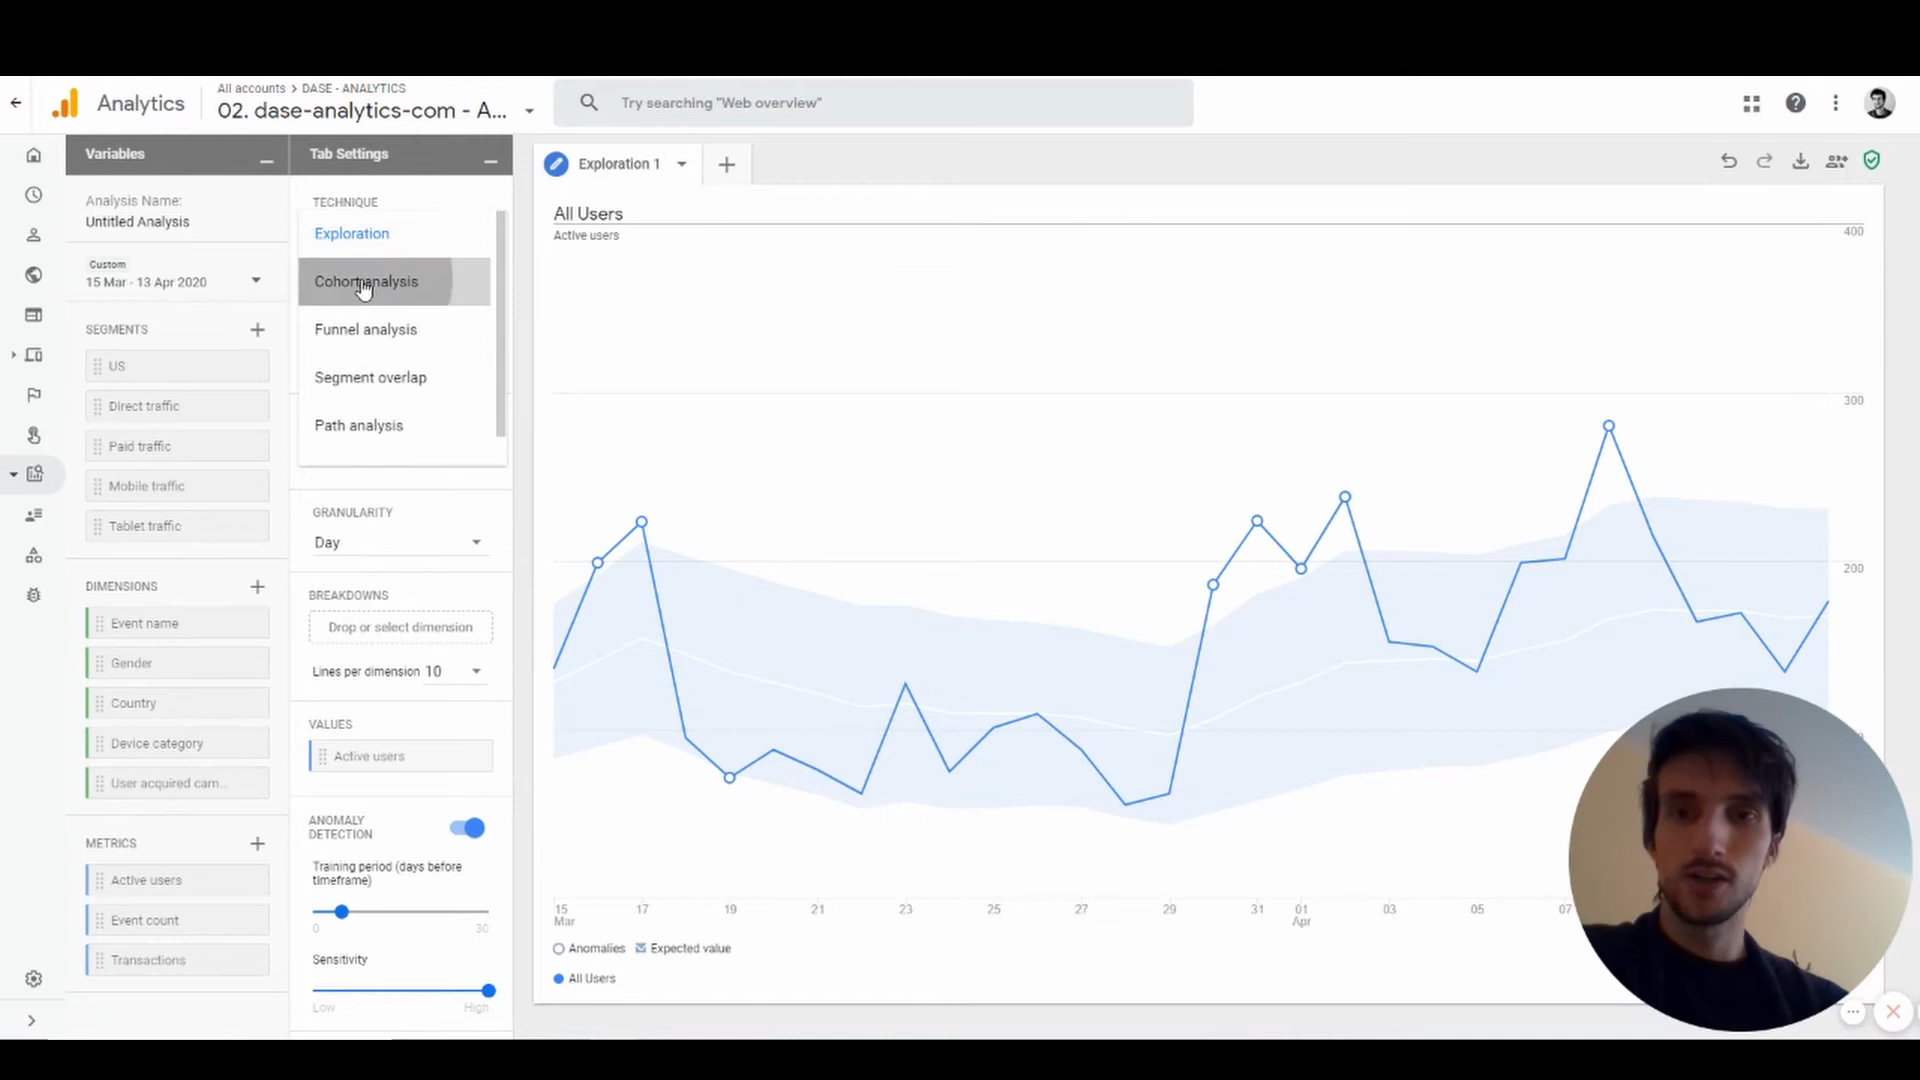 Analytics
All accounts > DASE - ANALYTICS
02. dase-analytics-com - A...
Try searching "Web overview"
Variables
Tab Settings
Exploration 1
Analysis Name:
Untitled Analysis
Custom
15 Mar - 13 Apr 2020
SEGMENTS
US
Direct traffic
Paid traffic
Mobile traffic
Tablet traffic
DIMENSIONS
Event name
Gender
Country
Device category
User acquired cam...
METRICS
Active users
Event count
Transactions
TECHNIQUE
Exploration
Cohort analysis
Funnel analysis
Segment overlap
Path analysis
GRANULARITY
Day
BREAKDOWNS
Drop or select dimension
Lines per dimension 10
VALUES
Active users
ANOMALY
DETECTION
Training period (days before
timeframe)
0 30
Sensitivity
Low High
All Users
Active users
400
300
200
15 17 19 21 23 25 27 29 31 01 03 05 07
Mar Apr
Anomalies Expected value
All Users